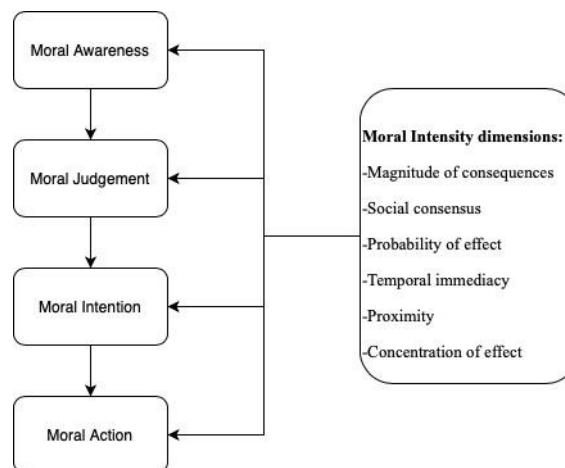 Moral Awareness
Moral Judgement
Moral Intention
Moral Action
Moral Intensity dimensions:
-Magnitude of consequences
-Social consensus
-Probability of effect
-Temporal immediacy
-Proximity
-Concentration of effect